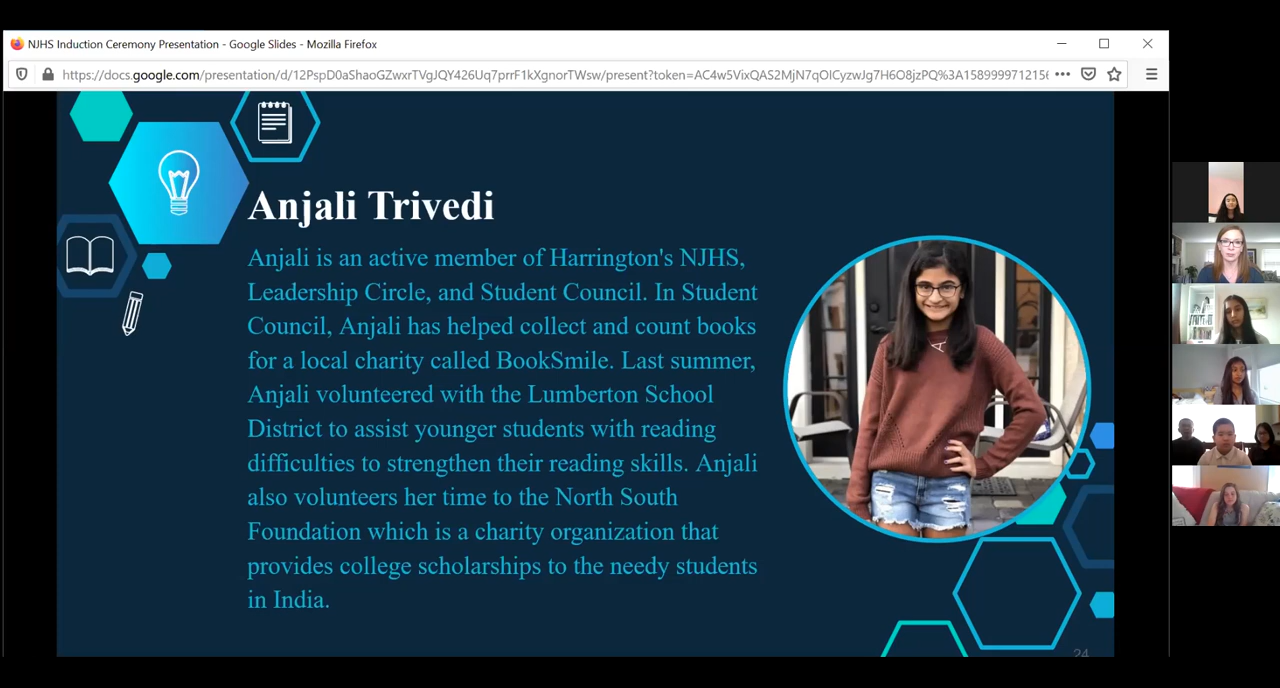 NJHS Induction Ceremony Presentation - Google Slides - Mozilla Firefox
https://docs.google.com/presentation/d/12PspD0aShaoGZwxrTVgJQY426Uq7prrF1kXgnorTWsw/present?token=AC4w5VixQAS2MjN7qOICyzwJg7H6O8jzPQ%3A158999712156
Anjali Trivedi
Anjali is an active member of Harrington's NJHS,
Leadership Circle, and Student Council. In Student
Council, Anjali has helped collect and count books
for a local charity called BookSmile. Last summer,
Anjali volunteered with the Lumberton School
District to assist younger students with reading
difficulties to strengthen their reading skills. Anjali
also volunteers her time to the North South
Foundation which is a charity organization that
provides college scholarships to the needy students
in India.
A
24